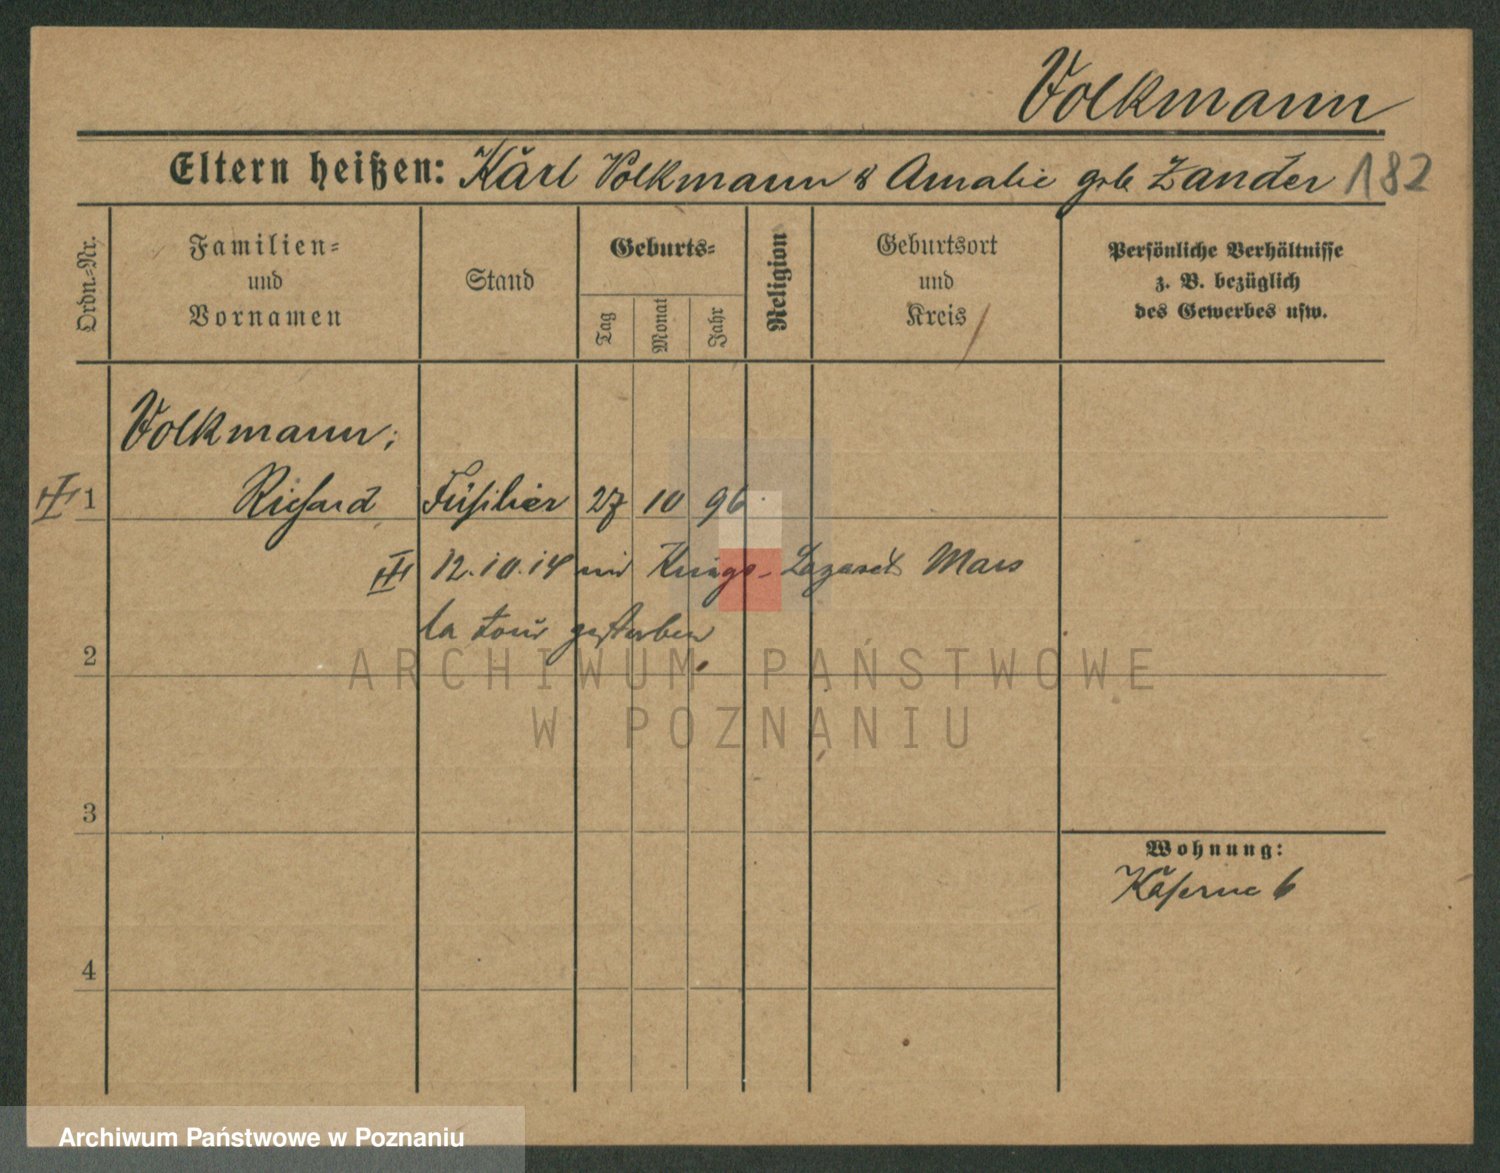 Volkmann
Eltern heißen: Karl Volkmann & Amalie geb Zander 182
Ordn.-Nr.
Familien-
und
Vornamen
Stand
Geburts-
Tag
Monat
Jahr
Religion
Geburtsort
und
Kreis
Persönliche Verhältnisse
z. B. bezüglich
des Gewerbes usw.
Volkmann;
1 Richard Füsilier 27 10 96
12.10.14 im Kriegs-Lazarett Mars
la tour gestorben
2
3
4
Wohnung:
Kaserne 6
ARCHIWUM PAŃSTWOWE
W POZNANIU
Archiwum Państwowe w Poznaniu